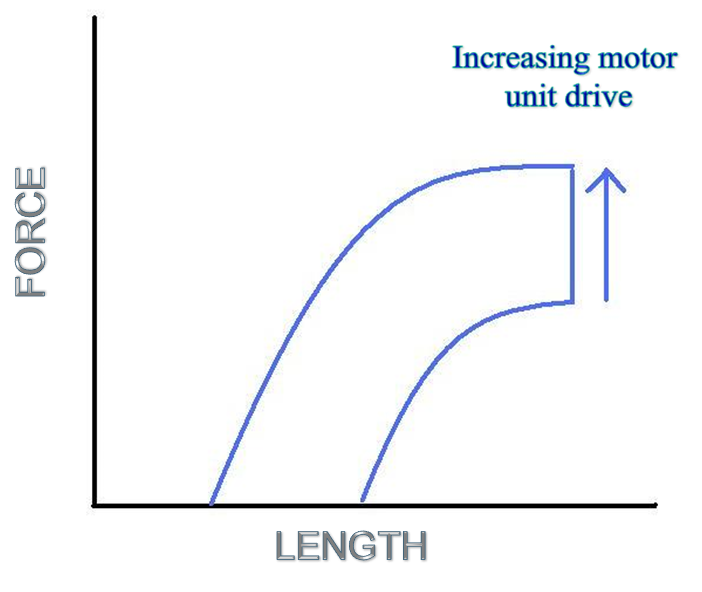 Increasing motor
unit drive
FORCE
LENGTH